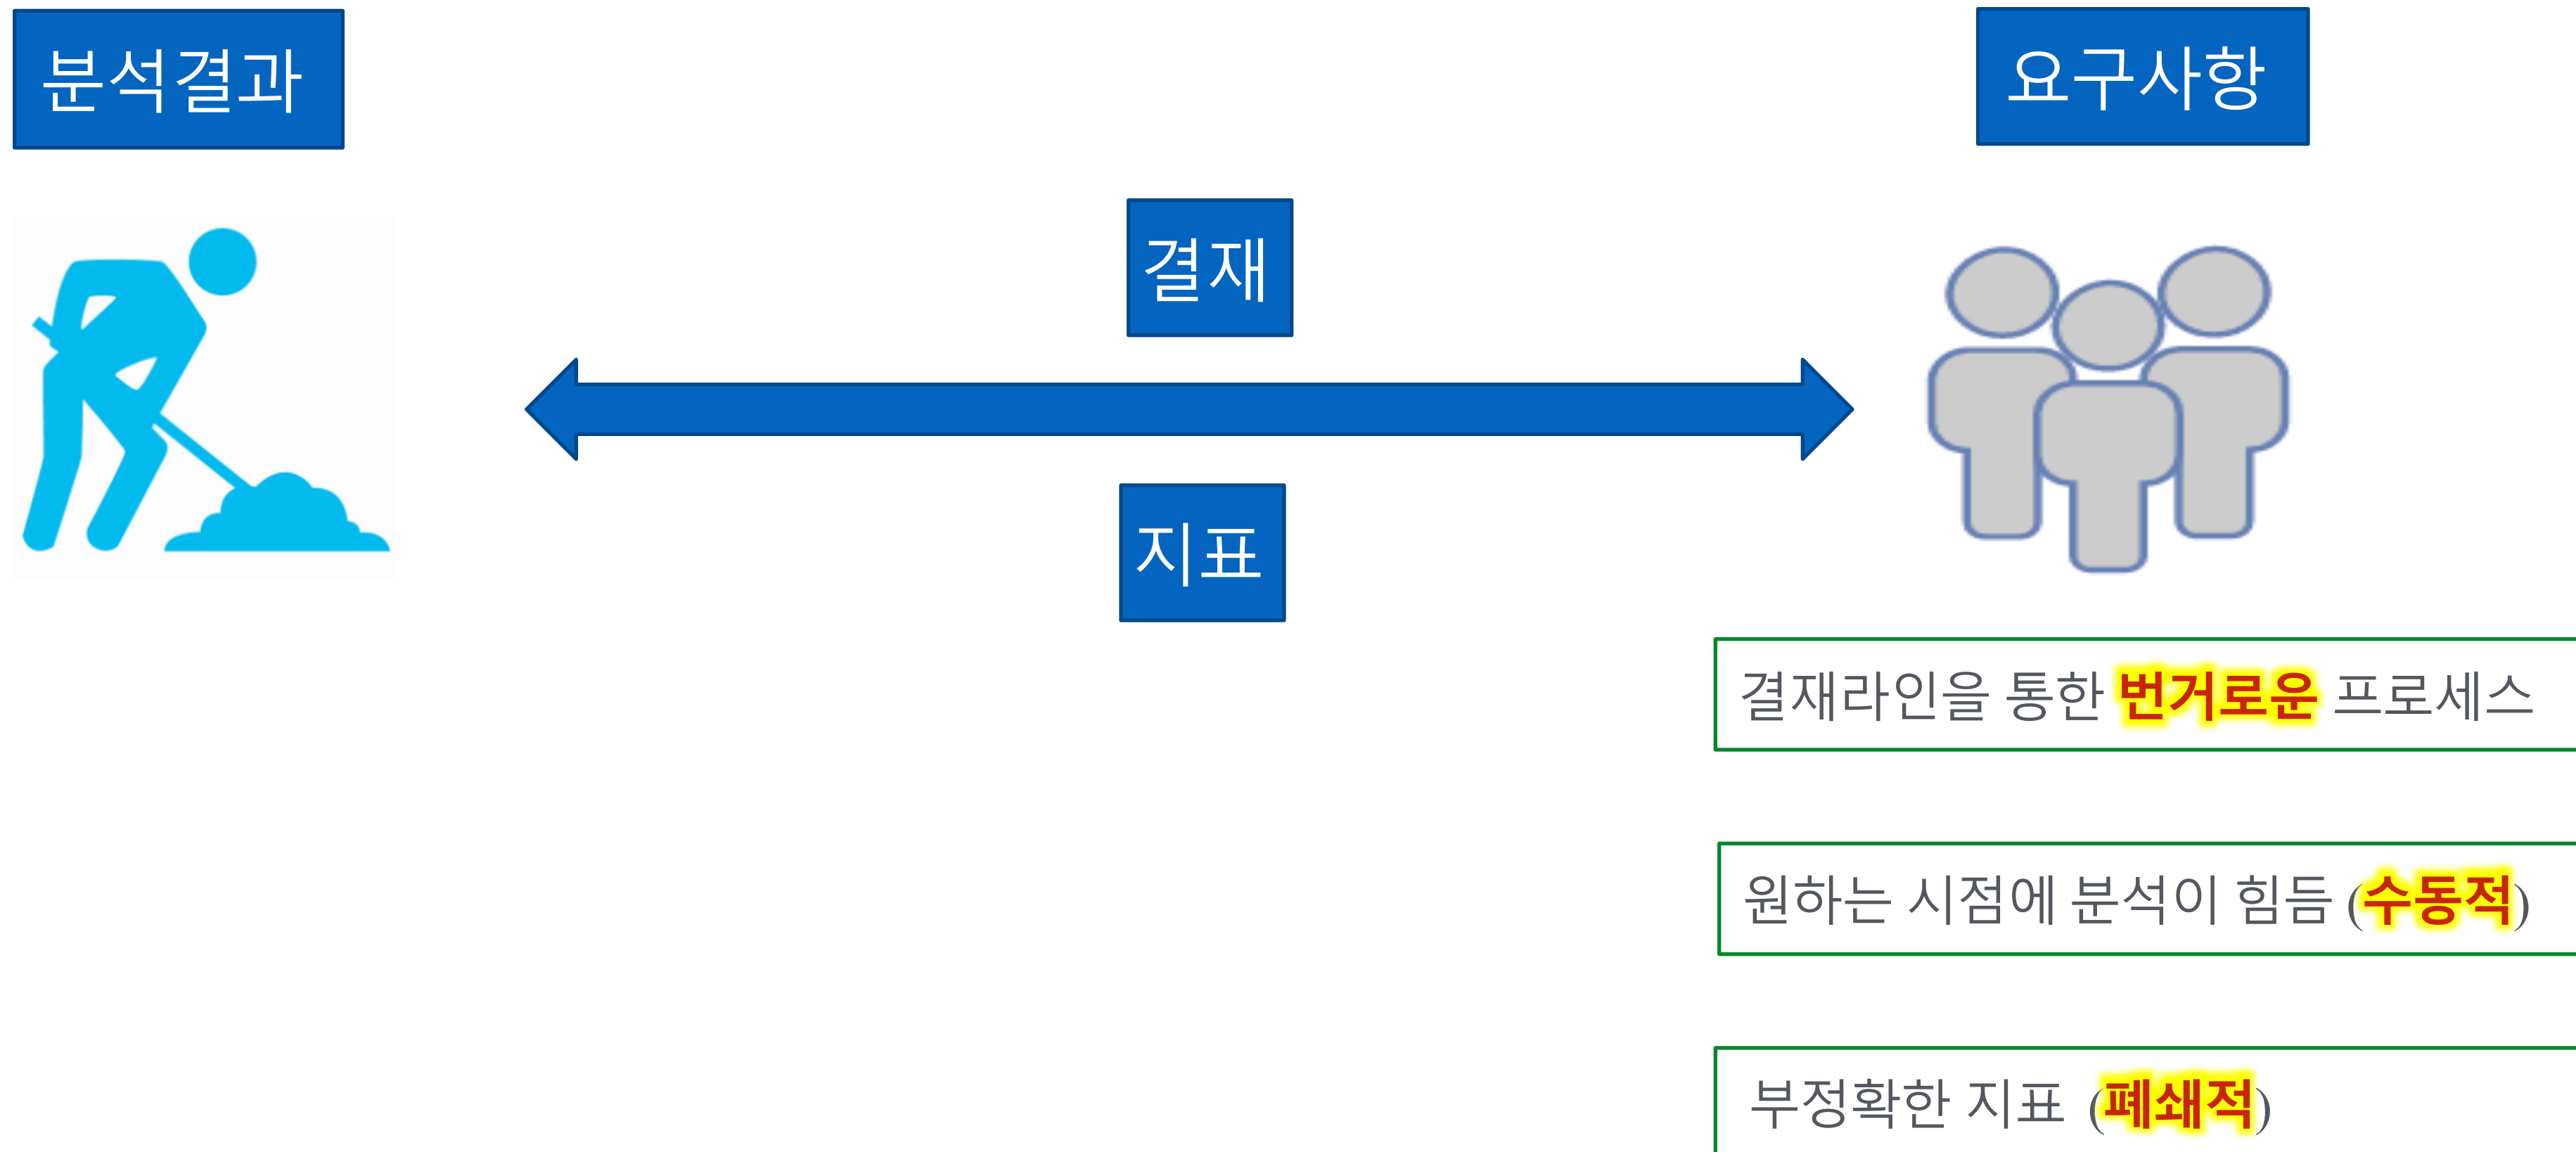 분석결과
요구사항
결재
지표
결재라인을 통한 번거로운 프로세스
원하는 시점에 분석이 힘든 (수동적)
부정확한 지표 (폐쇄적)